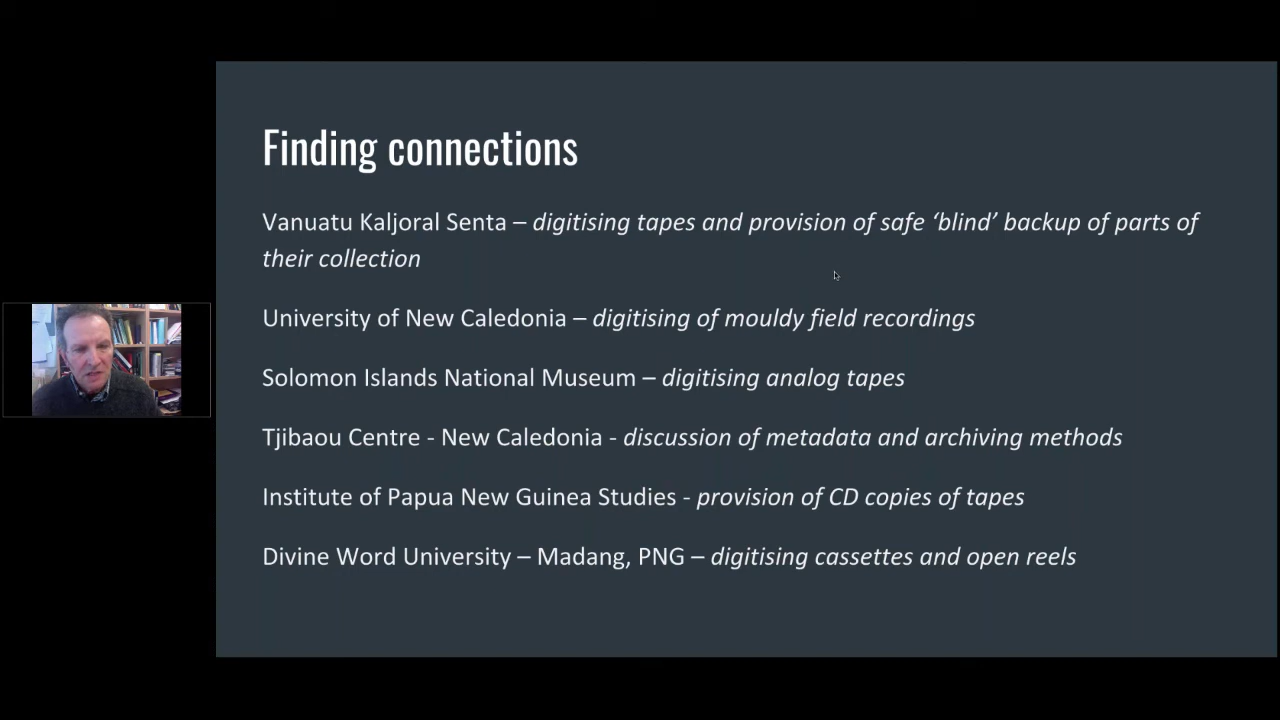 Finding connections
Vanuatu Kaljoral Senta – digitising tapes and provision of safe ‘blind’ backup of parts of
their collection
University of New Caledonia – digitising of mouldy field recordings
Solomon Islands National Museum – digitising analog tapes
Tjibaou Centre - New Caledonia - discussion of metadata and archiving methods
Institute of Papua New Guinea Studies - provision of CD copies of tapes
Divine Word University – Madang, PNG – digitising cassettes and open reels